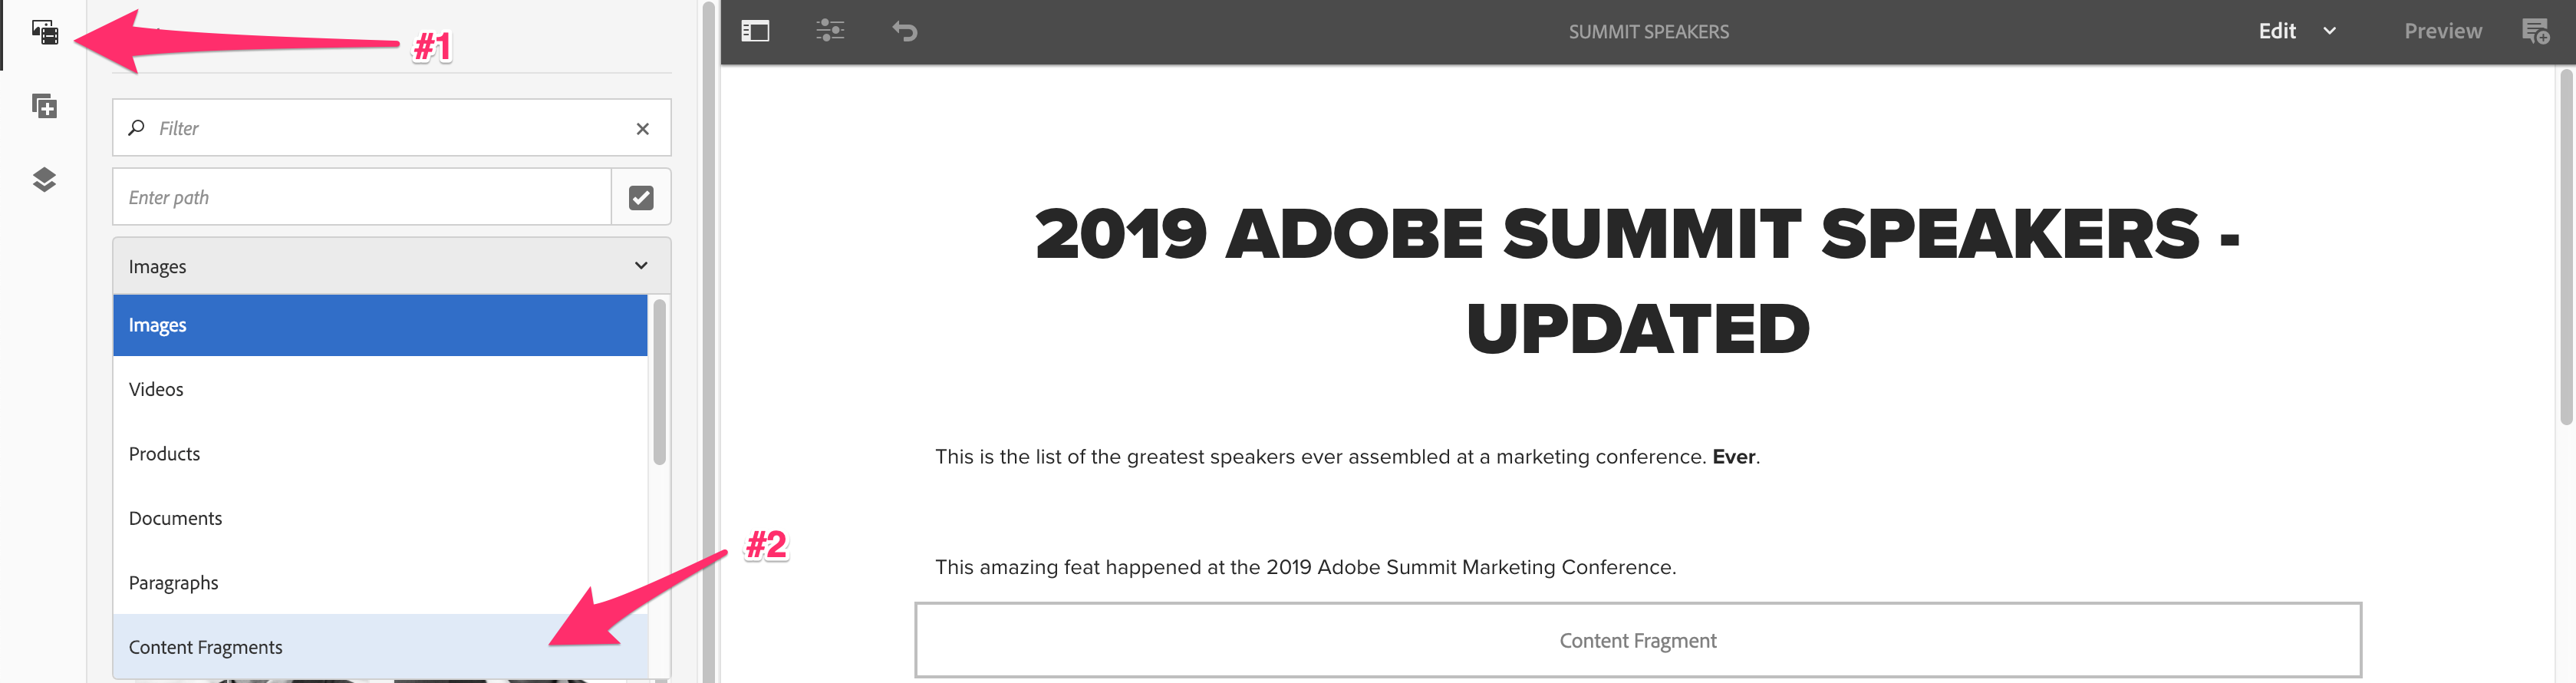 #1
Filter
Enter path
Images
Images
Videos
Products
Documents
Paragraphs
Content Fragments
#2
SUMMIT SPEAKERS
Edit
Preview
2019 ADOBE SUMMIT SPEAKERS -
UPDATED
This is the list of the greatest speakers ever assembled at a marketing conference. Ever.
This amazing feat happened at the 2019 Adobe Summit Marketing Conference.
Content Fragment